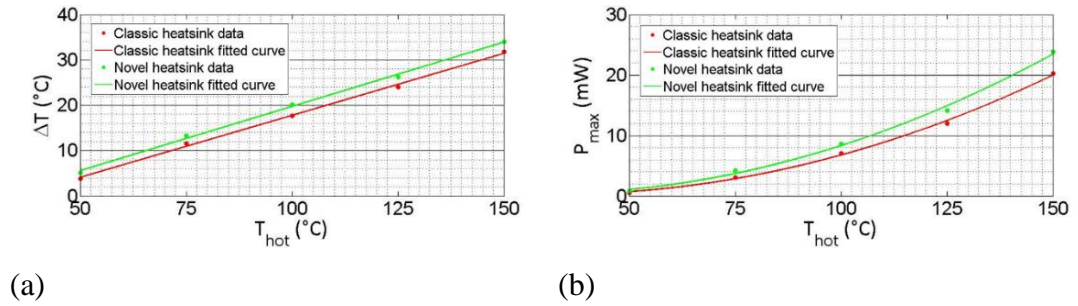 40
30
20
10
0
ΔT (°C)
Classic heatsink data
Classic heatsink fitted curve
Novel heatsink data
Novel heatsink fitted curve
50 75 100 125 150
T_hot (°C)
(a)
30
20
10
0
P_max (mW)
Classic heatsink data
Classic heatsink fitted curve
Novel heatsink data
Novel heatsink fitted curve
50 75 100 125 150
T_hot (°C)
(b)